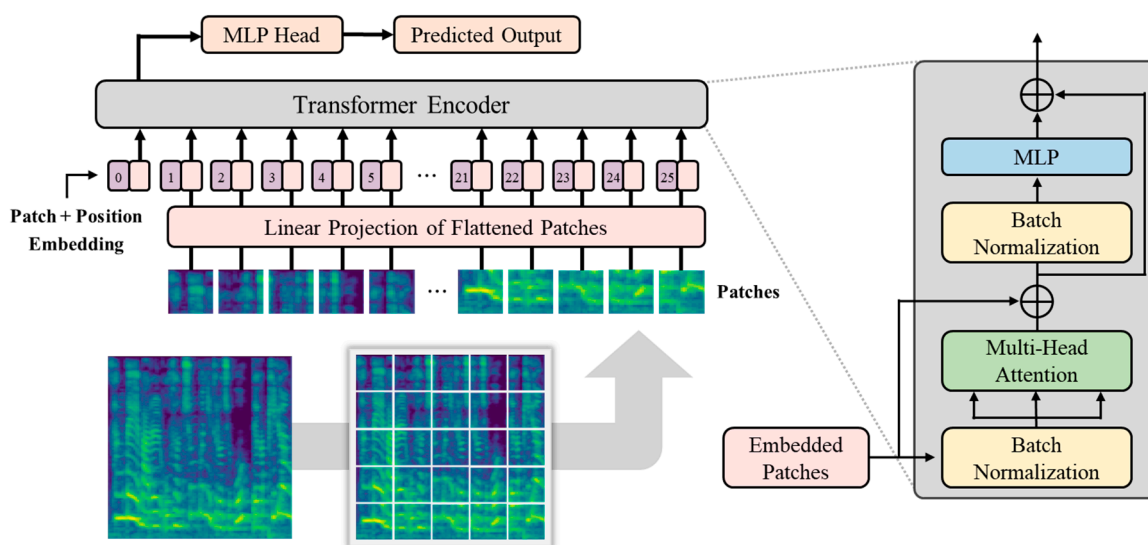 MLP Head
Predicted Output
Transformer Encoder
0 1 2 3 4 5 ... 21 22 23 24 25
Patch + Position
Embedding
Linear Projection of Flattened Patches
...
Patches
MLP
Batch
Normalization
Multi-Head
Attention
Embedded
Patches
Batch
Normalization